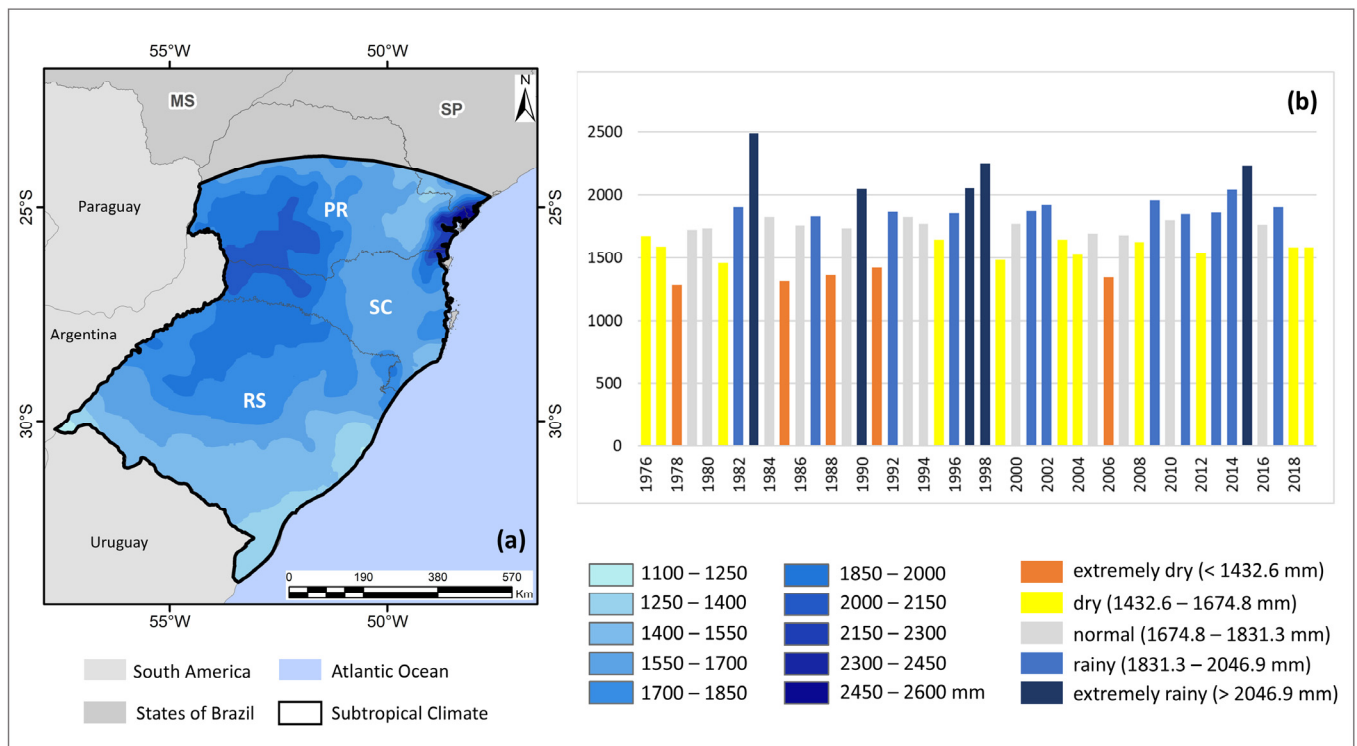 55°W 50°W
N
MS
SP
Paraguay
25°S
25°S
PR
SC
Argentina
RS
30°S
30°S
Uruguay
(a)
0 190 380 570
Km
55°W 50°W
South America
Atlantic Ocean
States of Brazil
Subtropical Climate
(b)
2500
2000
1500
1000
500
0
1976 1978 1980 1982 1984 1986 1988 1990 1992 1994 1996 1998 2000 2002 2004 2006 2008 2010 2012 2014 2016 2018
1100 – 1250
1250 – 1400
1400 – 1550
1550 – 1700
1700 – 1850
1850 – 2000
2000 – 2150
2150 – 2300
2300 – 2450
2450 – 2600 mm
extremely dry (< 1432.6 mm)
dry (1432.6 – 1674.8 mm)
normal (1674.8 – 1831.3 mm)
rainy (1831.3 – 2046.9 mm)
extremely rainy (> 2046.9 mm)